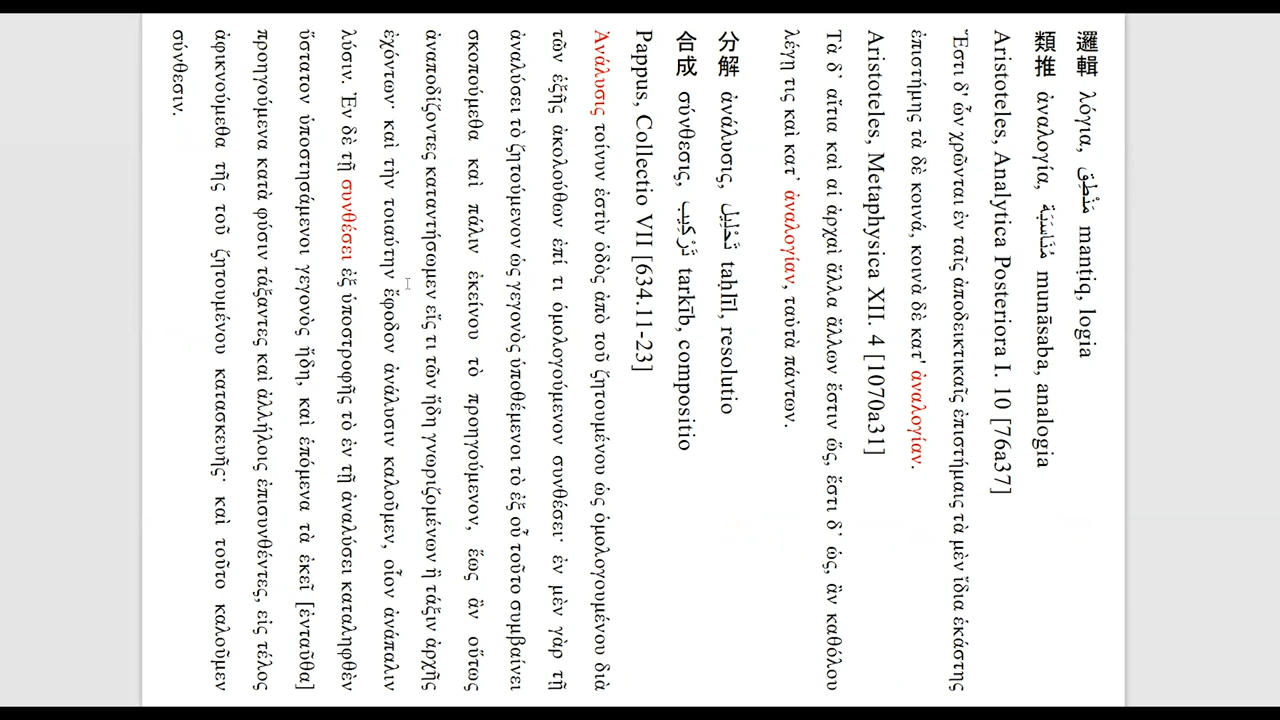 邏輯 λόγια, مَنْطِق manṭiq, logia
類推 ἀναλογία, مُنَاسَبَة munāsaba, analogia
Aristoteles, Analytica Posteriora I. 10 [76a37]
Ἔστι δ' ὧν χρῶνται ἐν ταῖς ἀποδεικτικαῖς ἐπιστήμαις τὰ μὲν ἴδια ἑκάστης
ἐπιστήμης τὰ δὲ κοινά, κοινὰ δὲ κατ' ἀναλογίαν.
Aristoteles, Metaphysica XII. 4 [1070a31]
Τὰ δ' αἴτια καὶ αἱ ἀρχαὶ ἄλλα ἄλλων ἔστιν ὥς, ἔστι δ' ὡς, ἂν καθόλου
λέγῃ τις καὶ κατ' ἀναλογίαν, ταὐτὰ πάντων.
分解 ἀνάλυσις, تَحْلِيل taḥlīl, resolutio
合成 σύνθεσις, تَرْكِيب tarkīb, compositio
Pappus, Collectio VII [634.11-23]
Ἀνάλυσις τοίνυν ἐστὶν ὁδὸς ἀπὸ τοῦ ζητουμένου ὡς ὁμολογουμένου διὰ
τῶν ἑξῆς ἀκολούθων ἐπί τι ὁμολογούμενον συνθέσει· ἐν μὲν γὰρ τῇ
ἀναλύσει τὸ ζητούμενον ὡς γεγονὸς ὑποθέμενοι τὸ ἐξ οὗ τοῦτο συμβαίνει
σκοπούμεθα καὶ πάλιν ἐκείνου τὸ προηγούμενον, ἕως ἂν οὕτως
ἀναποδίζοντες καταντήσωμεν εἴς τι τῶν ἤδη γνωριζομένων ἢ τάξιν ἀρχῆς
ἐχόντων· καὶ τὴν τοιαύτην ἔφοδον ἀνάλυσιν καλοῦμεν, οἷον ἀνάπαλιν
λύσιν. Ἐν δὲ τῇ συνθέσει ἐξ ὑποστροφῆς τὸ ἐν τῇ ἀναλύσει καταληφθὲν
ὕστατον ὑποστησάμενοι γεγονὸς ἤδη, καὶ ἑπόμενα τὰ ἐκεῖ [ἐνταῦθα]
προηγούμενα κατὰ φύσιν τάξαντες καὶ ἀλλήλοις ἐπισυνθέντες, εἰς τέλος
ἀφικνούμεθα τῆς τοῦ ζητουμένου κατασκευῆς· καὶ τοῦτο καλοῦμεν
σύνθεσιν.